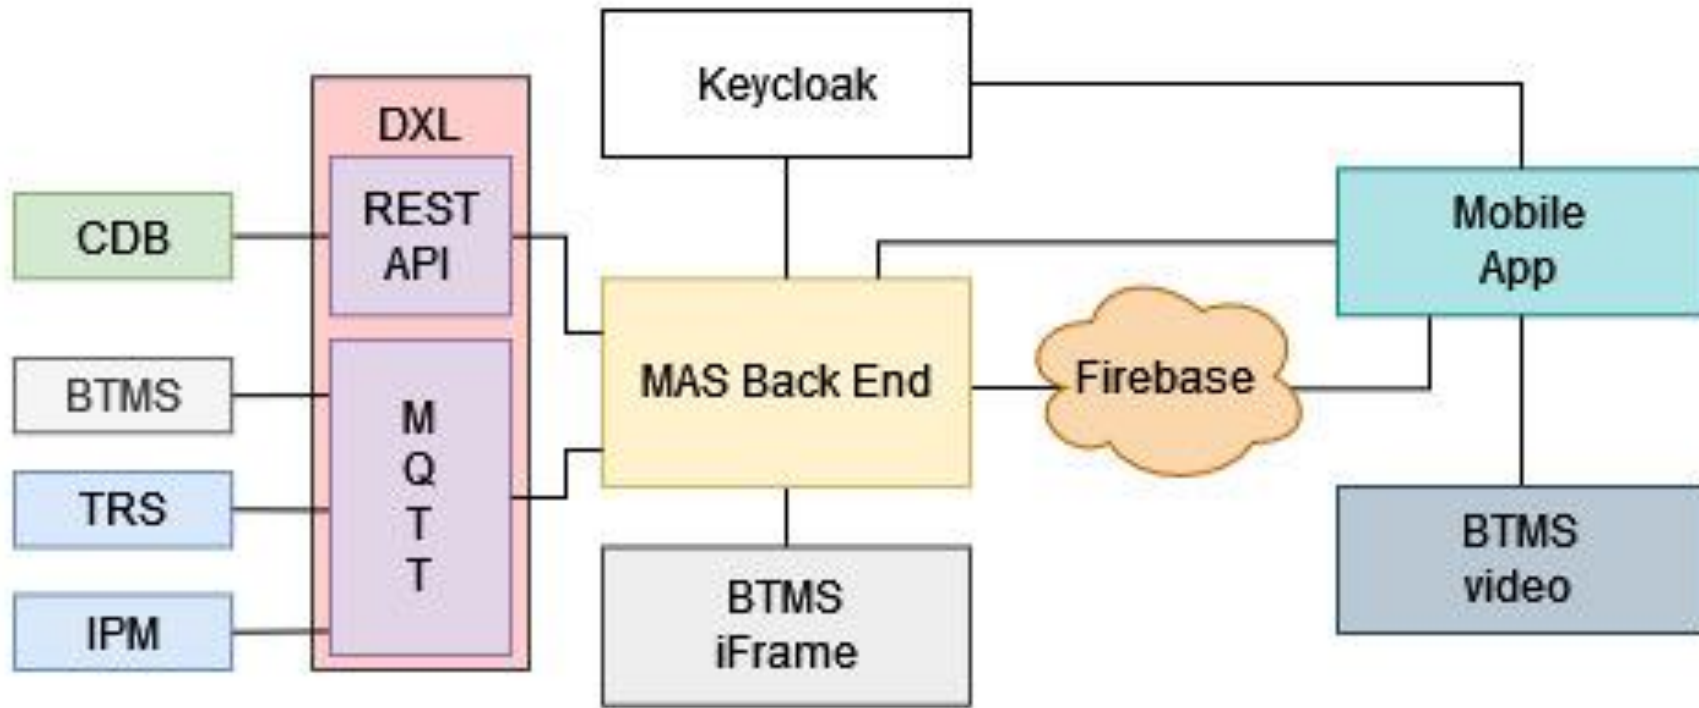 Keycloak
DXL
REST
API
CDB
Mobile
App
MAS Back End
Firebase
BTMS
M
Q
T
T
TRS
IPM
BTMS
iFrame
BTMS
video